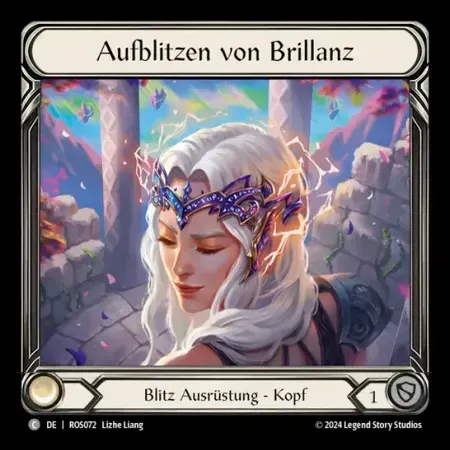 Aufblitzen von Brillanz
Blitz Ausrüstung - Kopf
1
C DE | ROS072 Lizhe Liang
© 2024 Legend Story Studios